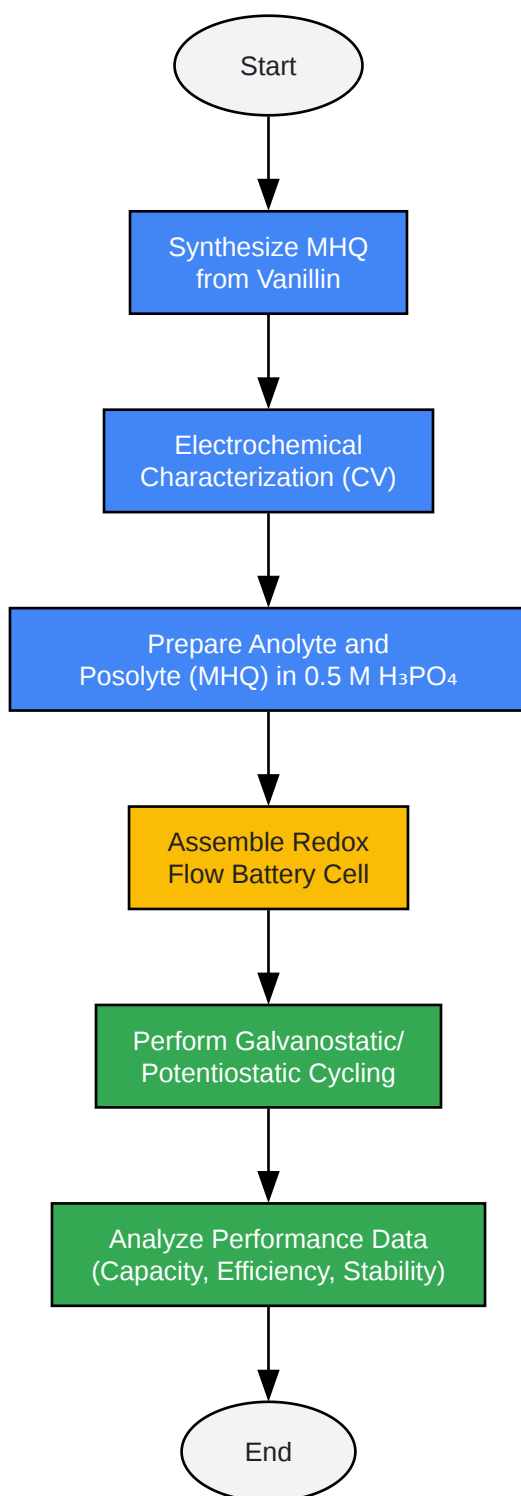 Start
Synthesize MHQ
from Vanillin
Electrochemical
Characterization (CV)
Prepare Anolyte and
Posolyte (MHQ) in 0.5 M H₃PO₄
Assemble Redox
Flow Battery Cell
Perform Galvanostatic/
Potentiostatic Cycling
Analyze Performance Data
(Capacity, Efficiency, Stability)
End